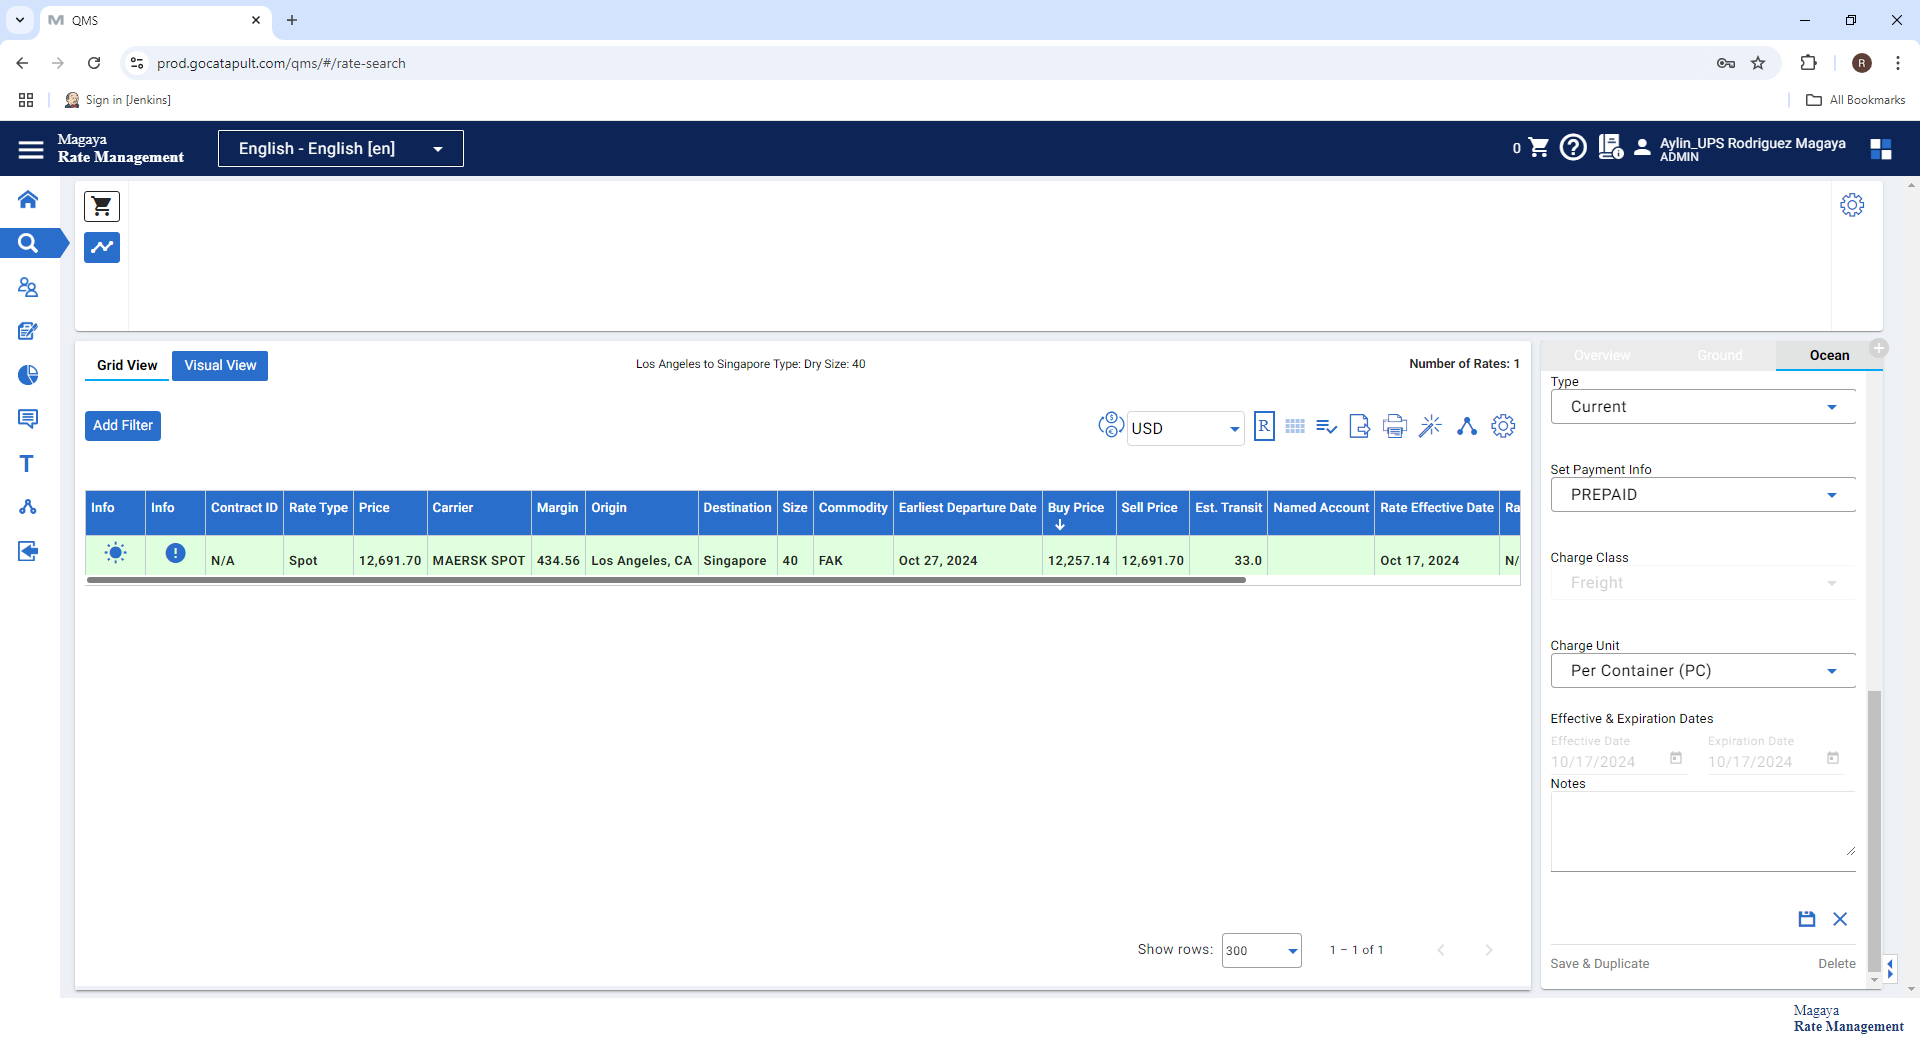 QMS
prod.gocatapult.com/qms/#/rate-search
R
Sign in [Jenkins]
All Bookmarks
Magaya
Rate Management
English - English [en]
0
Aylin_UPS Rodriguez Magaya
ADMIN
Grid View
Visual View
Los Angeles to Singapore Type: Dry Size: 40
Number of Rates: 1
Overview
Ground
Ocean
Type
Current
Add Filter
USD
R
Set Payment Info
PREPAID
Info Info Contract ID Rate Type Price Carrier Margin Origin Destination Size Commodity Earliest Departure Date Buy Price Sell Price Est. Transit Named Account Rate Effective Date Ra
N/A Spot 12,691.70 MAERSK SPOT 434.56 Los Angeles, CA Singapore 40 FAK Oct 27, 2024 12,257.14 12,691.70 33.0 Oct 17, 2024 N/
Charge Class
Freight
Charge Unit
Per Container (PC)
Effective & Expiration Dates
Effective Date Expiration Date
10/17/2024 10/17/2024
Notes
Show rows: 300 1 – 1 of 1
Save & Duplicate
Delete
T
Magaya
Rate Management